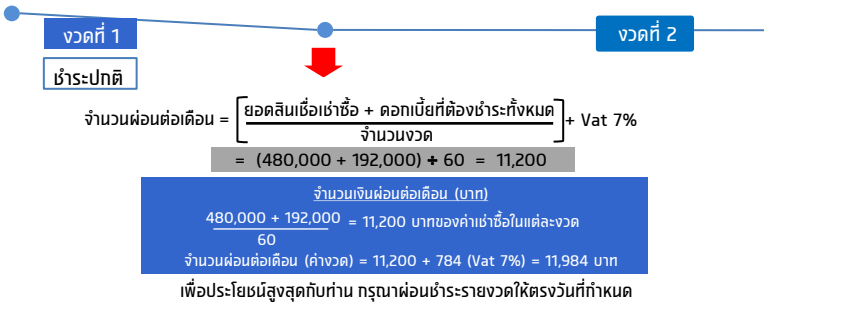 งวดที่ 1
งวดที่ 2
ชำระปกติ
จำนวนผ่อนต่อเดือน = [ยอดสินเชื่อเช่าซื้อ + ดอกเบี้ยที่ต้องชำระทั้งหมด] + Vat 7%
จำนวนงวด
= (480,000 + 192,000) ÷ 60 = 11,200
จำนวนเงินผ่อนต่อเดือน (บาท)
480,000 + 192,000 = 11,200 บาทของค่าเช่าซื้อในแต่ละงวด
60
จำนวนผ่อนต่อเดือน (ค่างวด) = 11,200 + 784 (Vat 7%) = 11,984 บาท
เพื่อประโยชน์สูงสุดกับท่าน กรุณาผ่อนชำระรายงวดให้ตรงวันที่กำหนด